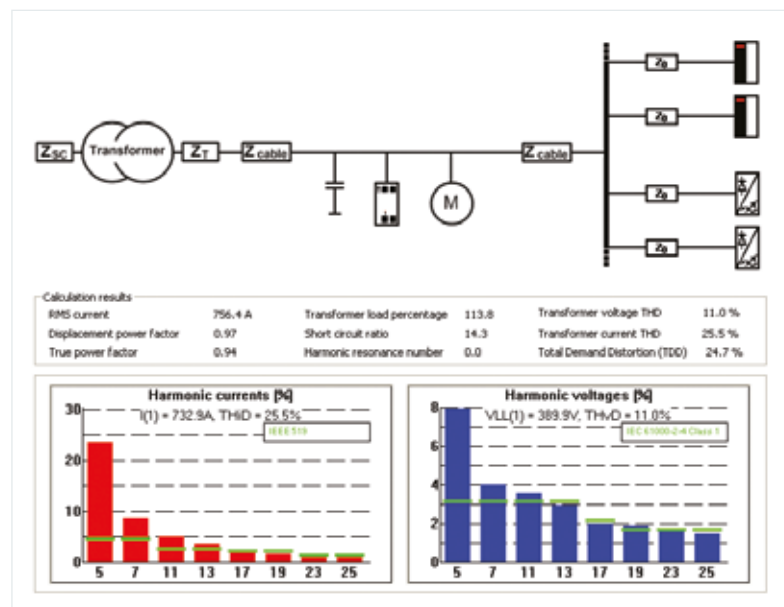 Z0
Z0
ZSC Transformer ZT Zcable Zcable
M
Z0
Z0
Calculation results
RMS current 756.4 A Transformer load percentage 113.8 Transformer voltage THD 11.0 %
Displacement power factor 0.97 Short circuit ratio 14.3 Transformer current THD 25.5 %
True power factor 0.94 Harmonic resonance number 0.0 Total Demand Distortion (TDD) 24.7 %
Harmonic currents [%]
30
I(1) = 732.9A, THiD = 25.5%
IEEE 519
20
10
0
5 7 11 13 17 19 23 25
Harmonic voltages [%]
8
VLL(1) = 389.9V, THvD = 11.0%
IEC 61000-2-4 Class 1
6
4
2
0
5 7 11 13 17 19 23 25